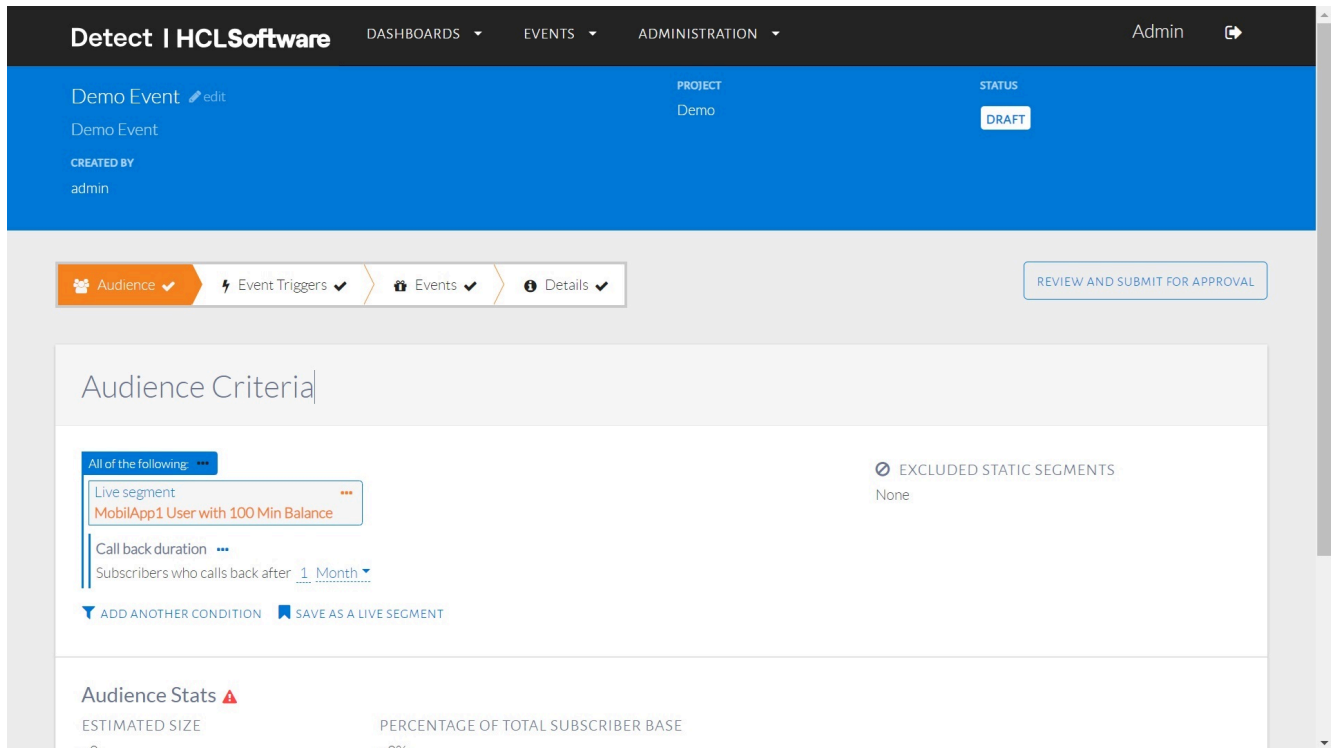 Detect | HCLSoftware DASHBOARDS EVENTS ADMINISTRATION Admin
Demo Event edit
Demo Event
CREATED BY
admin
PROJECT
Demo
STATUS
DRAFT
Audience Event Triggers Events Details
REVIEW AND SUBMIT FOR APPROVAL
Audience Criteria
All of the following: •••
Live segment •••
MobilApp1 User with 100 Min Balance
Call back duration •••
Subscribers who calls back after 1 Month
ADD ANOTHER CONDITION SAVE AS A LIVE SEGMENT
EXCLUDED STATIC SEGMENTS
None
Audience Stats
ESTIMATED SIZE PERCENTAGE OF TOTAL SUBSCRIBER BASE